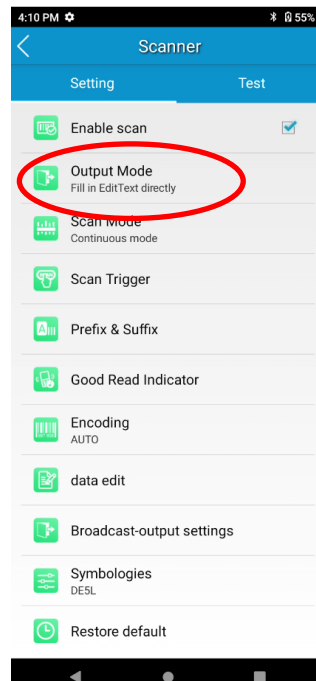 4:10 PM 55%
Scanner
Setting Test
Enable scan
Output Mode
Fill in EditText directly
Scan Mode
Continuous mode
Scan Trigger
Prefix & Suffix
Good Read Indicator
Encoding
AUTO
data edit
Broadcast-output settings
Symbologies
DE5L
Restore default